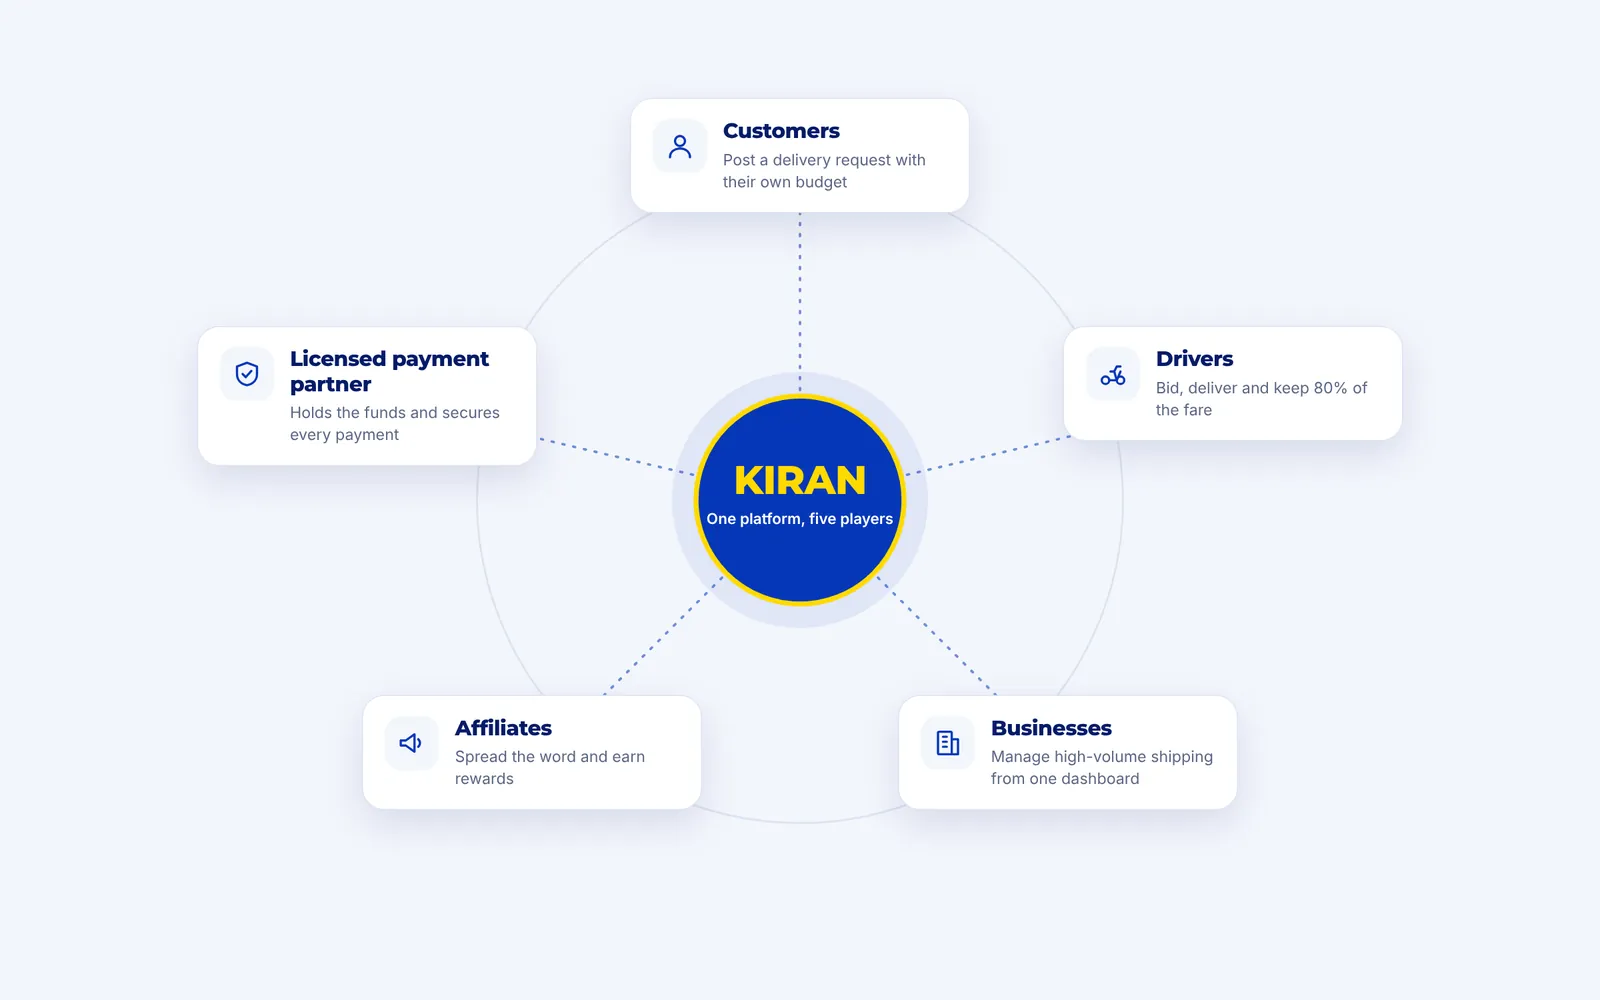 Customers
Post a delivery request with
their own budget
Licensed payment
partner
Holds the funds and secures
every payment
Drivers
Bid, deliver and keep 80% of
the fare
KIRAN
One platform, five players
Affiliates
Spread the word and earn
rewards
Businesses
Manage high-volume shipping
from one dashboard